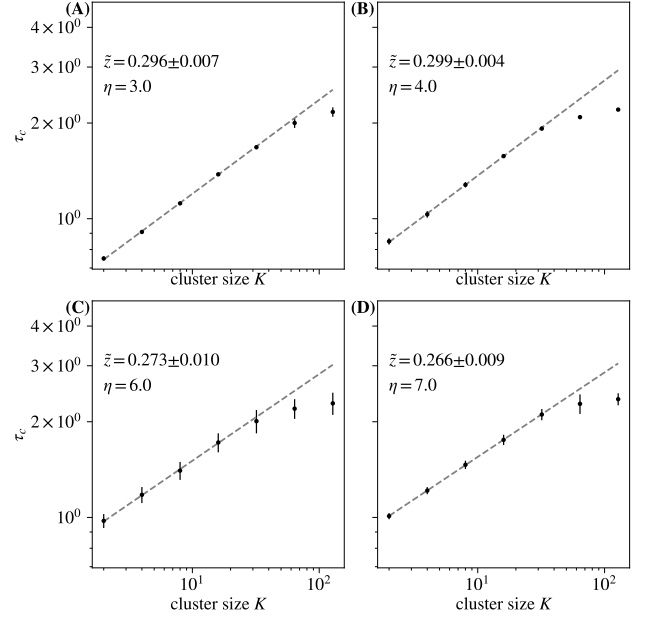 (A)
4 × 10⁰
3 × 10⁰
2 × 10⁰
10⁰
τ_c
z̃ = 0.296±0.007
η = 3.0
cluster size K
(B)
z̃ = 0.299±0.004
η = 4.0
cluster size K
(C)
4 × 10⁰
3 × 10⁰
2 × 10⁰
10⁰
τ_c
z̃ = 0.273±0.010
η = 6.0
10¹ 10²
cluster size K
(D)
z̃ = 0.266±0.009
η = 7.0
10¹ 10²
cluster size K